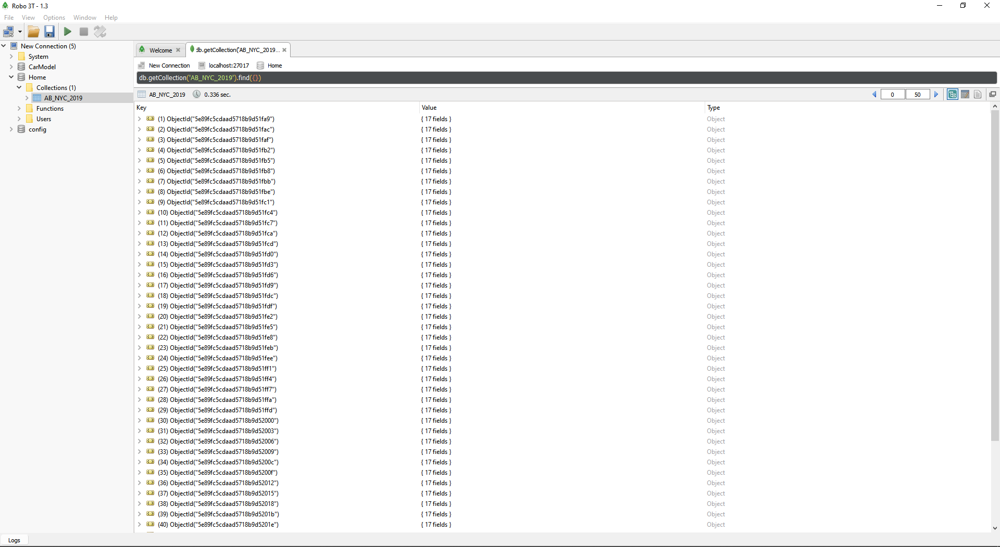 Robo 3T - 1.3
File View Options Window Help
New Connection (5)
System
CarModel
Home
Collections (1)
AB_NYC_2019
Functions
Users
config
Welcome
db.getCollection('AB_NYC_2019...
New Connection localhost:27017 Home
db.getCollection('AB_NYC_2019').find({})
AB_NYC_2019 0.336 sec. 0 50
Key Value Type
(1) ObjectId("5e89fc5cdaad5718b9d51fa9") { 17 fields } Object
(2) ObjectId("5e89fc5cdaad5718b9d51fac") { 17 fields } Object
(3) ObjectId("5e89fc5cdaad5718b9d51faf") { 17 fields } Object
(4) ObjectId("5e89fc5cdaad5718b9d51fb2") { 17 fields } Object
(5) ObjectId("5e89fc5cdaad5718b9d51fb5") { 17 fields } Object
(6) ObjectId("5e89fc5cdaad5718b9d51fb8") { 17 fields } Object
(7) ObjectId("5e89fc5cdaad5718b9d51fbb") { 17 fields } Object
(8) ObjectId("5e89fc5cdaad5718b9d51fbe") { 17 fields } Object
(9) ObjectId("5e89fc5cdaad5718b9d51fc1") { 17 fields } Object
(10) ObjectId("5e89fc5cdaad5718b9d51fc4") { 17 fields } Object
(11) ObjectId("5e89fc5cdaad5718b9d51fc7") { 17 fields } Object
(12) ObjectId("5e89fc5cdaad5718b9d51fca") { 17 fields } Object
(13) ObjectId("5e89fc5cdaad5718b9d51fcd") { 17 fields } Object
(14) ObjectId("5e89fc5cdaad5718b9d51fd0") { 17 fields } Object
(15) ObjectId("5e89fc5cdaad5718b9d51fd3") { 17 fields } Object
(16) ObjectId("5e89fc5cdaad5718b9d51fd6") { 17 fields } Object
(17) ObjectId("5e89fc5cdaad5718b9d51fd9") { 17 fields } Object
(18) ObjectId("5e89fc5cdaad5718b9d51fdc") { 17 fields } Object
(19) ObjectId("5e89fc5cdaad5718b9d51fdf") { 17 fields } Object
(20) ObjectId("5e89fc5cdaad5718b9d51fe2") { 17 fields } Object
(21) ObjectId("5e89fc5cdaad5718b9d51fe5") { 17 fields } Object
(22) ObjectId("5e89fc5cdaad5718b9d51fe8") { 17 fields } Object
(23) ObjectId("5e89fc5cdaad5718b9d51feb") { 17 fields } Object
(24) ObjectId("5e89fc5cdaad5718b9d51fee") { 17 fields } Object
(25) ObjectId("5e89fc5cdaad5718b9d51ff1") { 17 fields } Object
(26) ObjectId("5e89fc5cdaad5718b9d51ff4") { 17 fields } Object
(27) ObjectId("5e89fc5cdaad5718b9d51ff7") { 17 fields } Object
(28) ObjectId("5e89fc5cdaad5718b9d51ffa") { 17 fields } Object
(29) ObjectId("5e89fc5cdaad5718b9d51ffd") { 17 fields } Object
(30) ObjectId("5e89fc5cdaad5718b9d52000") { 17 fields } Object
(31) ObjectId("5e89fc5cdaad5718b9d52003") { 17 fields } Object
(32) ObjectId("5e89fc5cdaad5718b9d52006") { 17 fields } Object
(33) ObjectId("5e89fc5cdaad5718b9d52009") { 17 fields } Object
(34) ObjectId("5e89fc5cdaad5718b9d5200c") { 17 fields } Object
(35) ObjectId("5e89fc5cdaad5718b9d5200f") { 17 fields } Object
(36) ObjectId("5e89fc5cdaad5718b9d52012") { 17 fields } Object
(37) ObjectId("5e89fc5cdaad5718b9d52015") { 17 fields } Object
(38) ObjectId("5e89fc5cdaad5718b9d52018") { 17 fields } Object
(39) ObjectId("5e89fc5cdaad5718b9d5201b") { 17 fields } Object
(40) ObjectId("5e89fc5cdaad5718b9d5201e") { 17 fields } Object
Logs